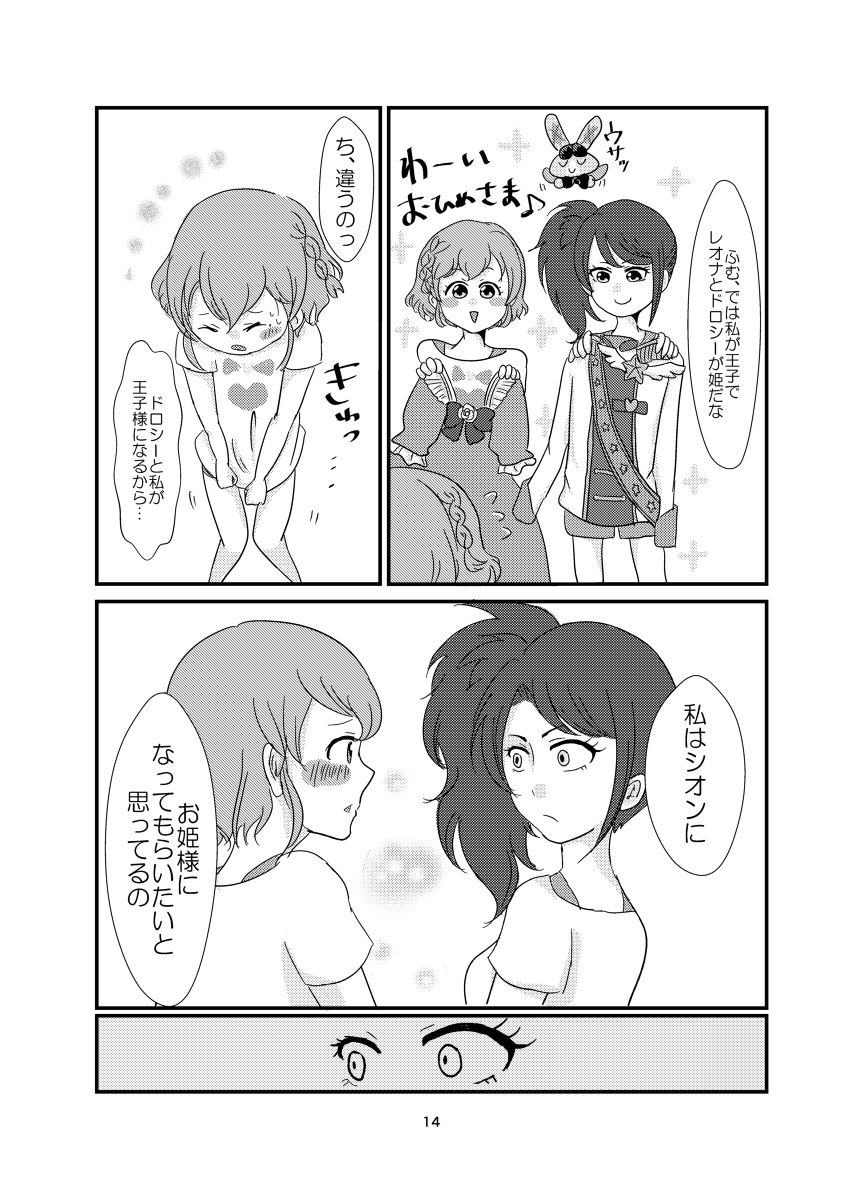 ふむ、では私が王子で
レオナとドロシーが姫だな
ウサッ
わーい
おひめさま♪
ち、違うのっ
きゅっ
ドロシーと私が
王子様になるから…
私はシオンに
お姫様に
なってもらいたいと
思ってるの
14